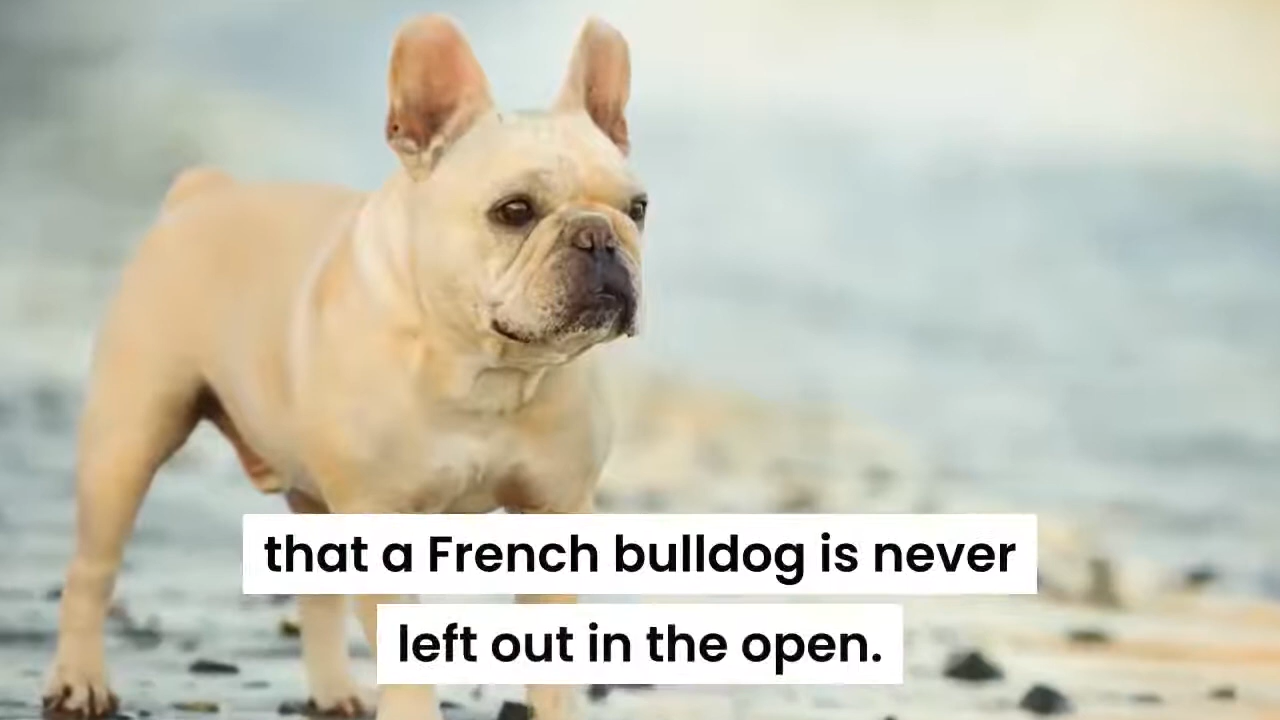 that a French bulldog is never
left out in the open.